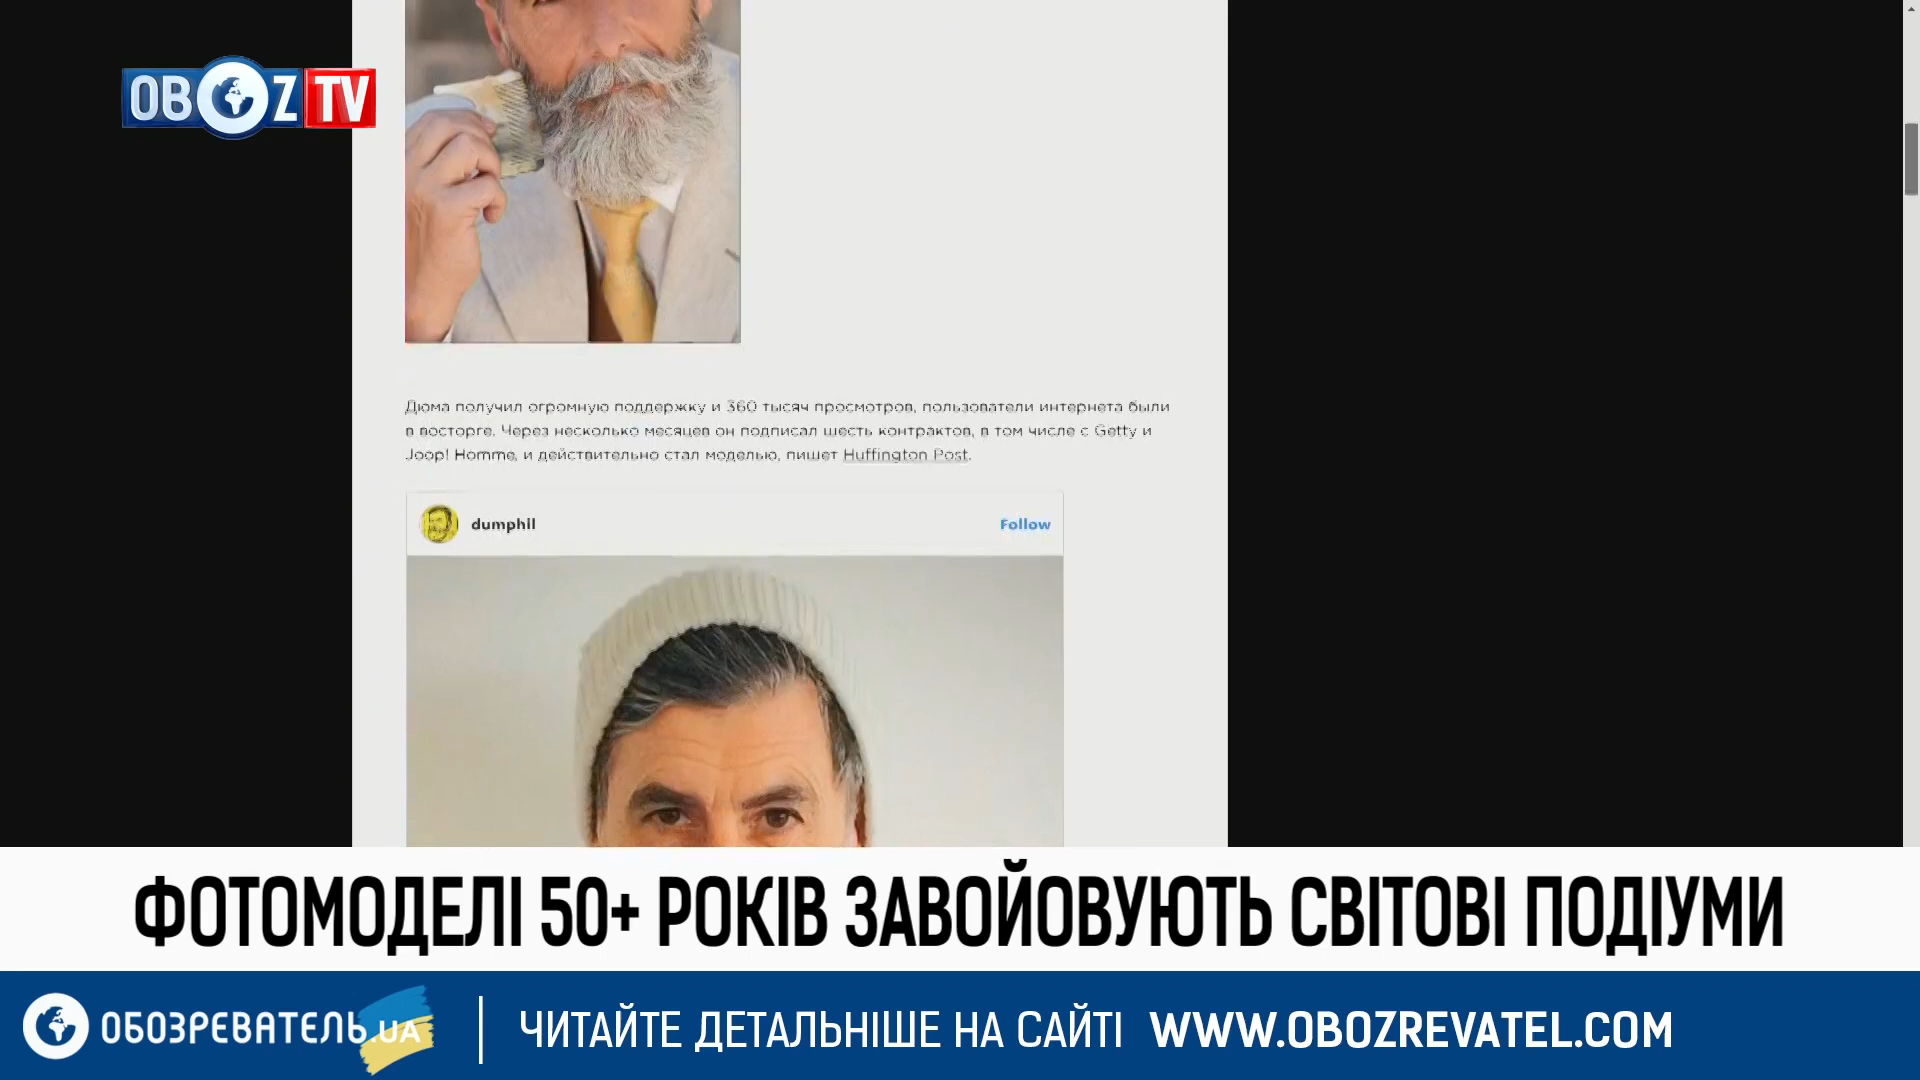 OBOZ TV
Дюма получил огромную поддержку и 360 тысяч просмотров, пользователи интернета были
в восторге. Через несколько месяцев он подписал шесть контрактов, в том числе с Getty и
Joop! Homme, и действительно стал моделью, пишет Huffington Post.
dumphil Follow
ФОТОМОДЕЛІ 50+ РОКІВ ЗАВОЙОВУЮТЬ СВІТОВІ ПОДІУМИ
ОБОЗРЕВАТЕЛЬ.UA ЧИТАЙТЕ ДЕТАЛЬНІШЕ НА САЙТІ WWW.OBOZREVATEL.COM